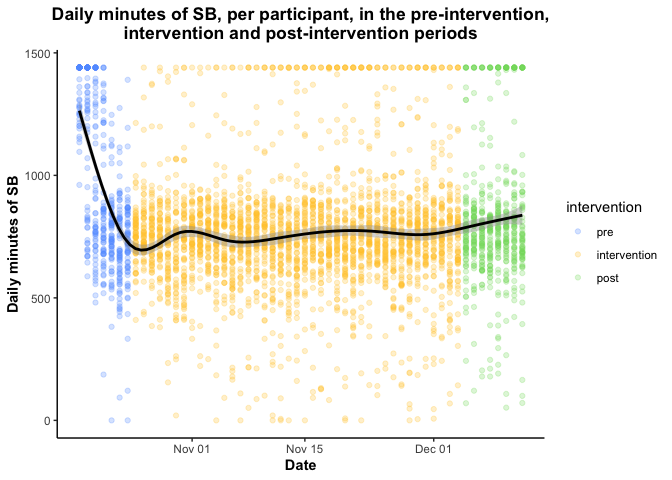 Daily minutes of SB, per participant, in the pre-intervention,
intervention and post-intervention periods
1500
1000
500
0
Daily minutes of SB
Nov 01
Nov 15
Dec 01
Date
intervention
pre
intervention
post